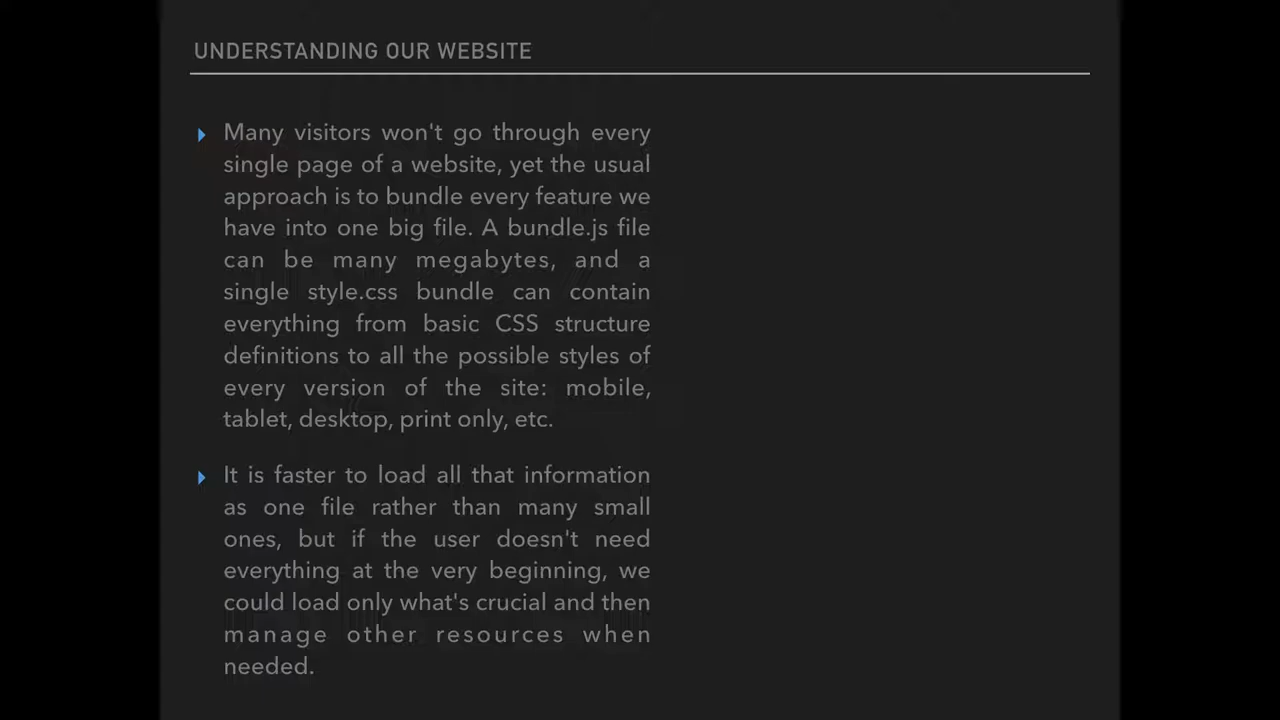 UNDERSTANDING OUR WEBSITE
Many visitors won't go through every
single page of a website, yet the usual
approach is to bundle every feature we
have into one big file. A bundle.js file
can be many megabytes, and a
single style.css bundle can contain
everything from basic CSS structure
definitions to all the possible styles of
every version of the site: mobile,
tablet, desktop, print only, etc.
It is faster to load all that information
as one file rather than many small
ones, but if the user doesn't need
everything at the very beginning, we
could load only what's crucial and then
manage other resources when
needed.